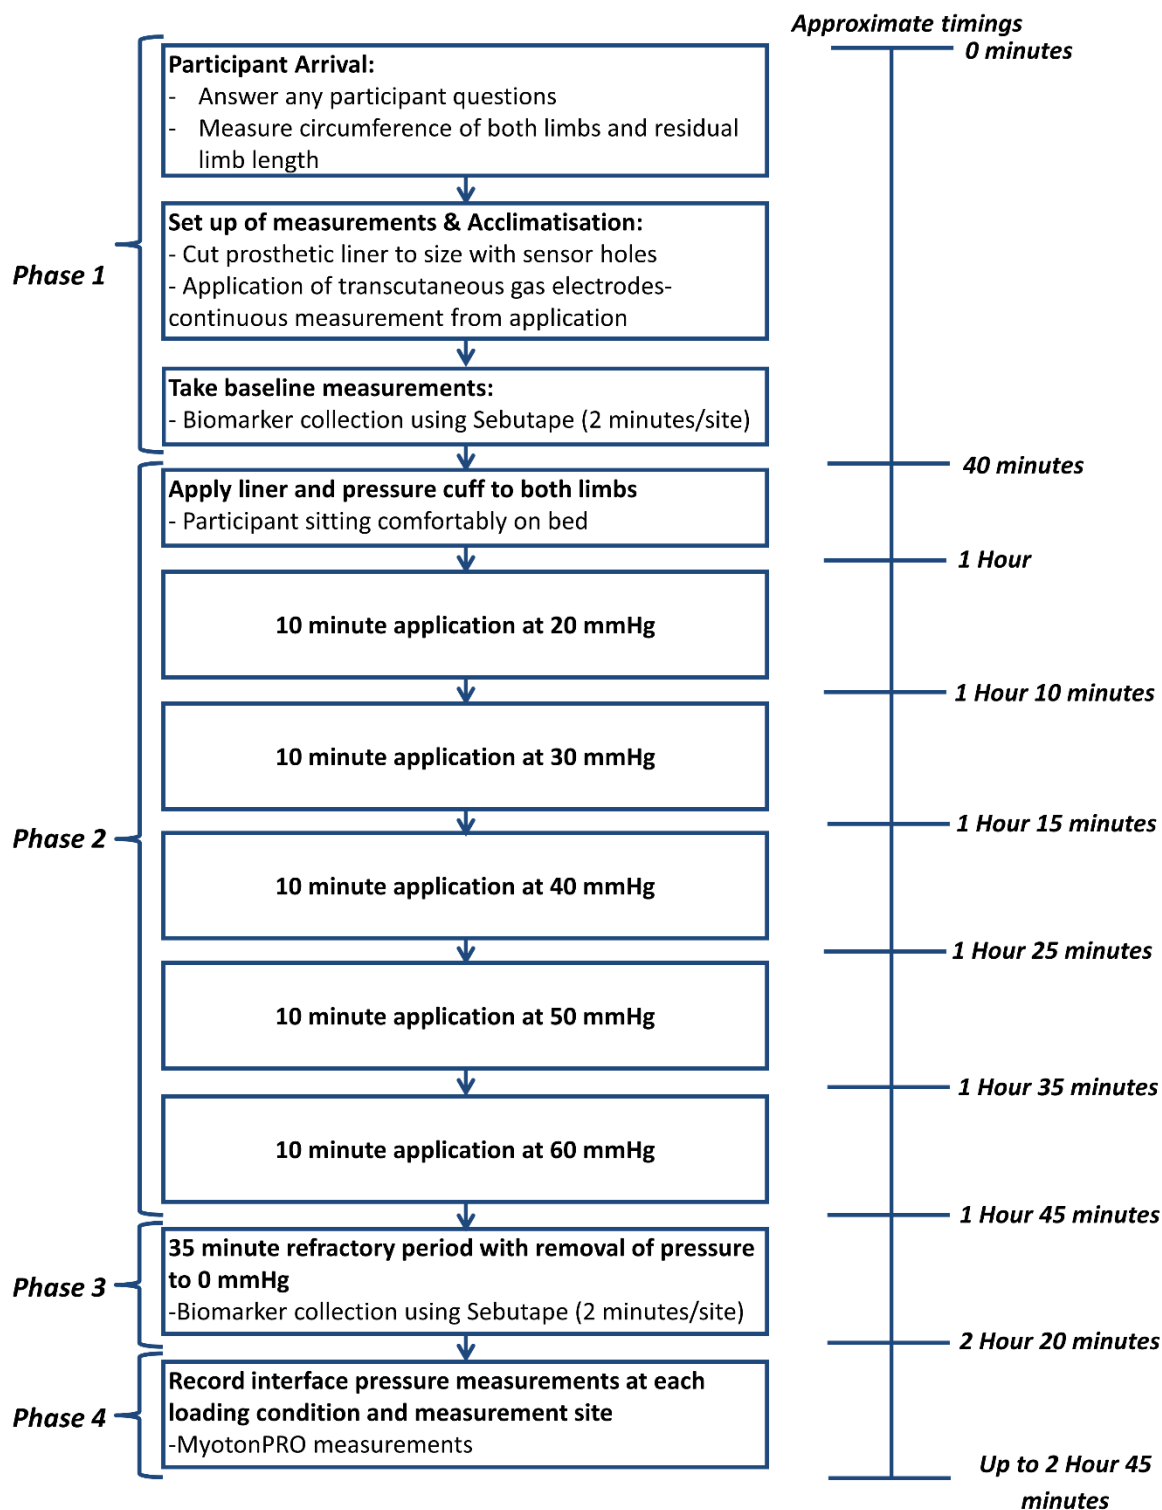 Approximate timings
0 minutes
Participant Arrival:
- Answer any participant questions
- Measure circumference of both limbs and residual
limb length
Set up of measurements & Acclimatisation:
- Cut prosthetic liner to size with sensor holes
- Application of transcutaneous gas electrodes-
continuous measurement from application
Phase 1
Take baseline measurements:
- Biomarker collection using Sebutape (2 minutes/site)
40 minutes
Apply liner and pressure cuff to both limbs
- Participant sitting comfortably on bed
1 Hour
10 minute application at 20 mmHg
1 Hour 10 minutes
10 minute application at 30 mmHg
1 Hour 15 minutes
Phase 2
10 minute application at 40 mmHg
1 Hour 25 minutes
10 minute application at 50 mmHg
1 Hour 35 minutes
10 minute application at 60 mmHg
1 Hour 45 minutes
35 minute refractory period with removal of pressure
to 0 mmHg
-Biomarker collection using Sebutape (2 minutes/site)
Phase 3
2 Hour 20 minutes
Record interface pressure measurements at each
loading condition and measurement site
-MyotonPRO measurements
Phase 4
Up to 2 Hour 45
minutes